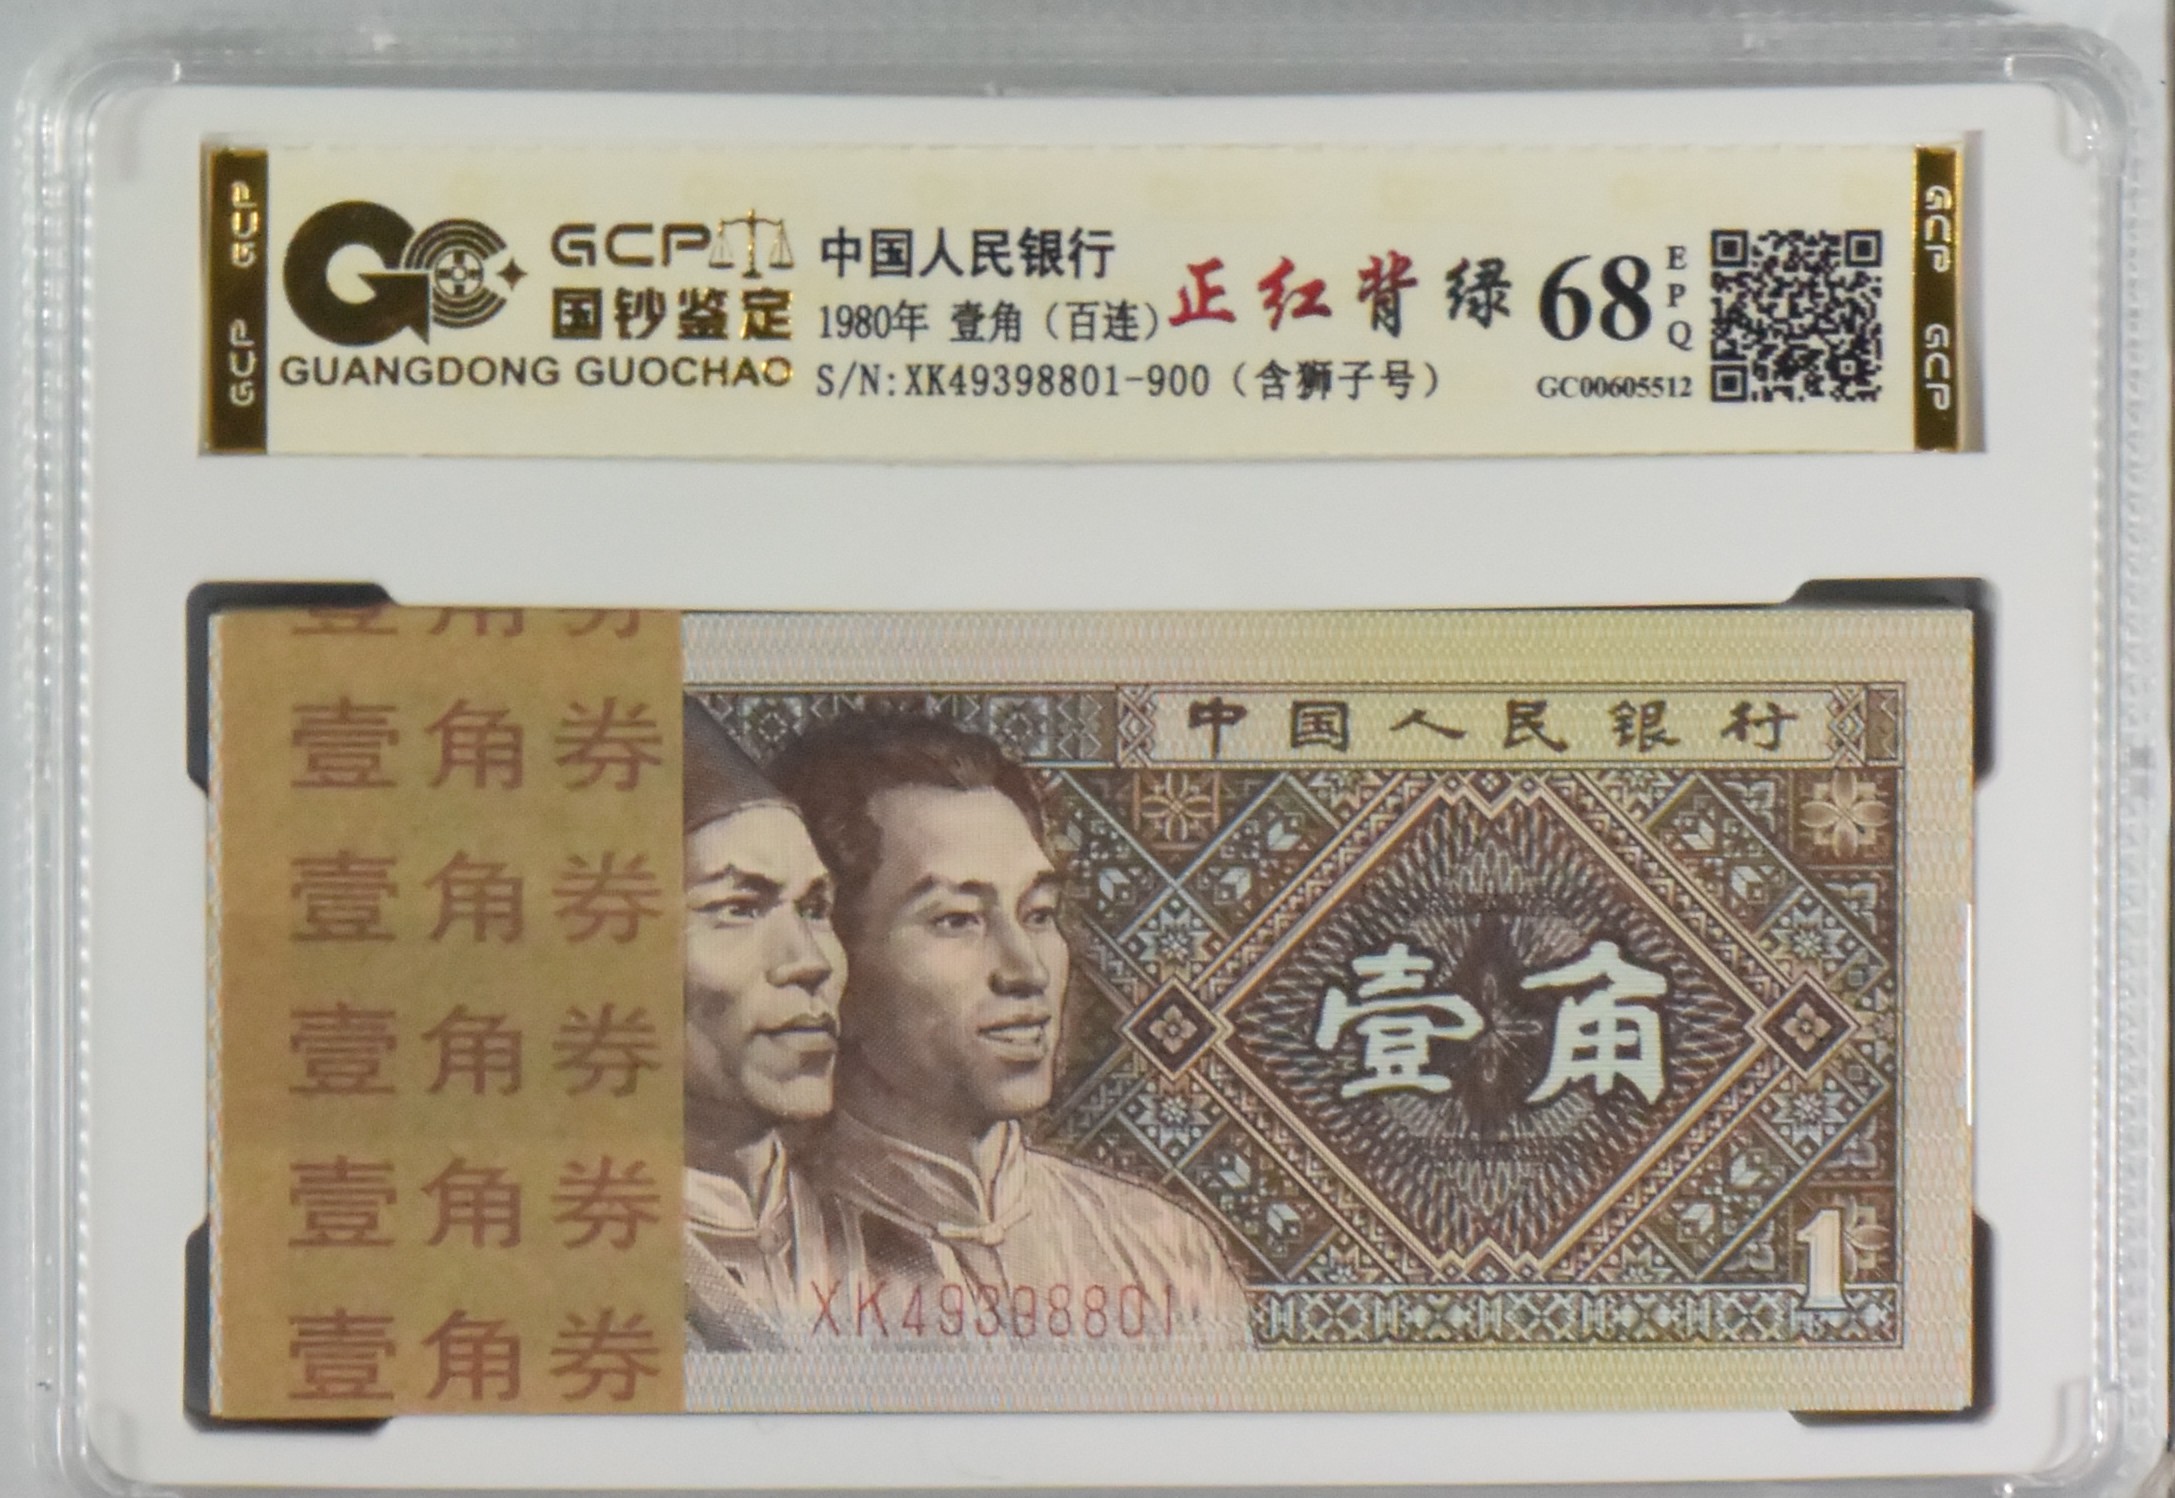 GCP GCP
GCP
国钞鉴定
GUANGDONG GUOCHAO
中国人民银行
1980年 壹角（百连）
S/N:XK49398801-900（含狮子号）
正红背绿
68
EPQ
GC00605512
GCP GCP
壹角券
壹角券
壹角券
壹角券
壹角券
壹角券
中国人民银行
壹角
1
XK49398801